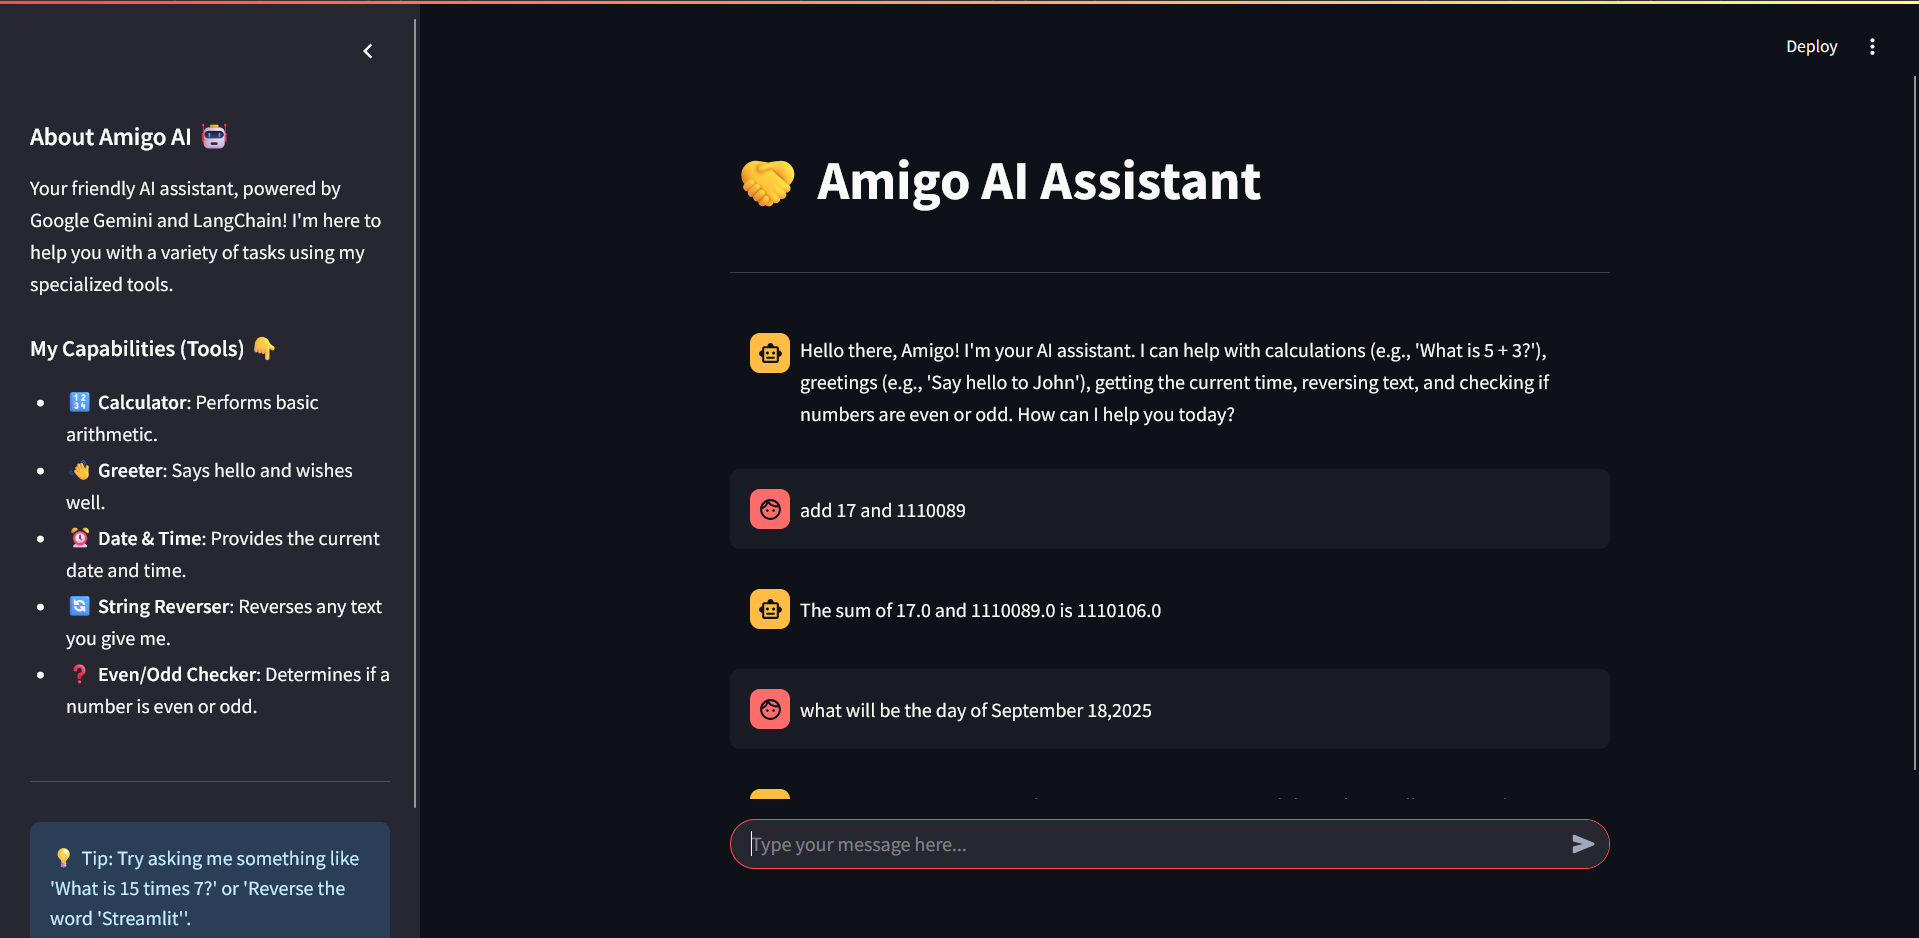 Deploy
About Amigo AI
Your friendly AI assistant, powered by
Google Gemini and LangChain! I'm here to
help you with a variety of tasks using my
specialized tools.
My Capabilities (Tools)
Calculator: Performs basic
arithmetic.
Greeter: Says hello and wishes
well.
Date & Time: Provides the current
date and time.
String Reverser: Reverses any text
you give me.
Even/Odd Checker: Determines if a
number is even or odd.
Tip: Try asking me something like
'What is 15 times 7?' or 'Reverse the
word 'Streamlit''.
Amigo AI Assistant
Hello there, Amigo! I'm your AI assistant. I can help with calculations (e.g., 'What is 5 + 3?'),
greetings (e.g., 'Say hello to John'), getting the current time, reversing text, and checking if
numbers are even or odd. How can I help you today?
add 17 and 1110089
The sum of 17.0 and 1110089.0 is 1110106.0
what will be the day of September 18,2025
Type your message here...